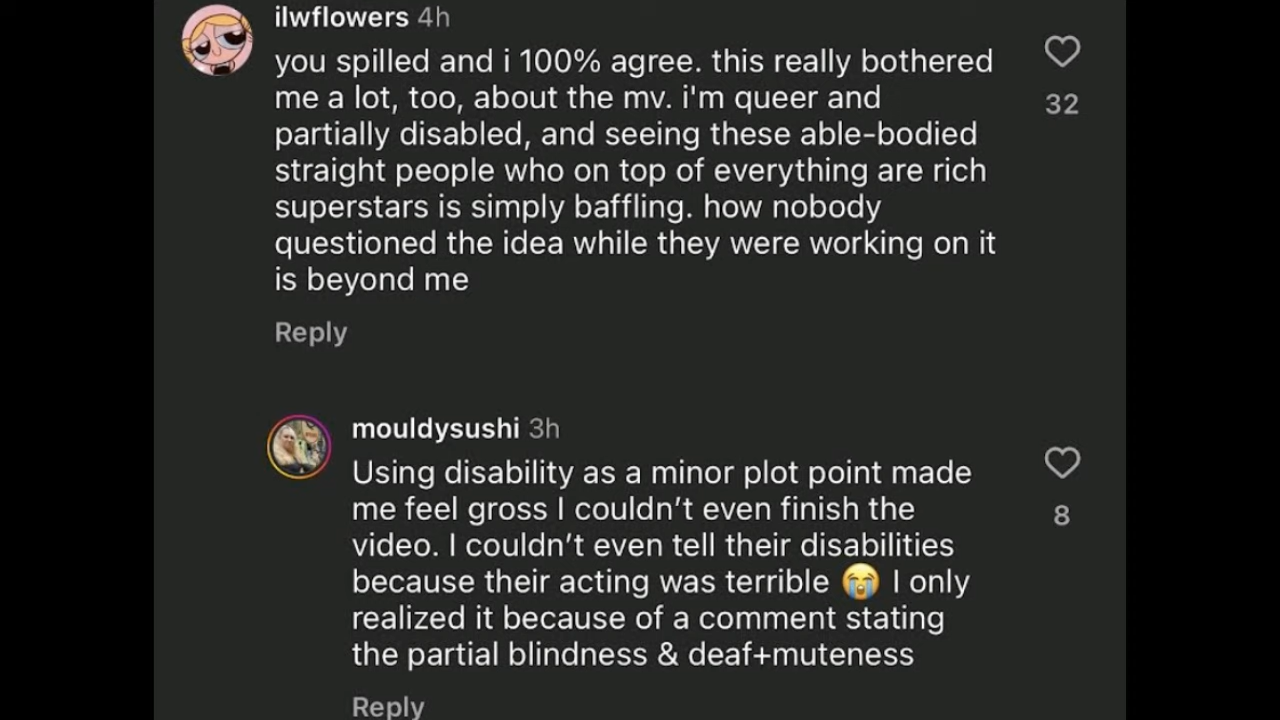 ilwflowers 4h
you spilled and i 100% agree. this really bothered
me a lot, too, about the mv. i'm queer and
partially disabled, and seeing these able-bodied
straight people who on top of everything are rich
superstars is simply baffling. how nobody
questioned the idea while they were working on it
is beyond me
32
Reply
mouldysushi 3h
Using disability as a minor plot point made
me feel gross I couldn’t even finish the
video. I couldn’t even tell their disabilities
because their acting was terrible 😭 I only
realized it because of a comment stating
the partial blindness & deaf+muteness
8
Reply